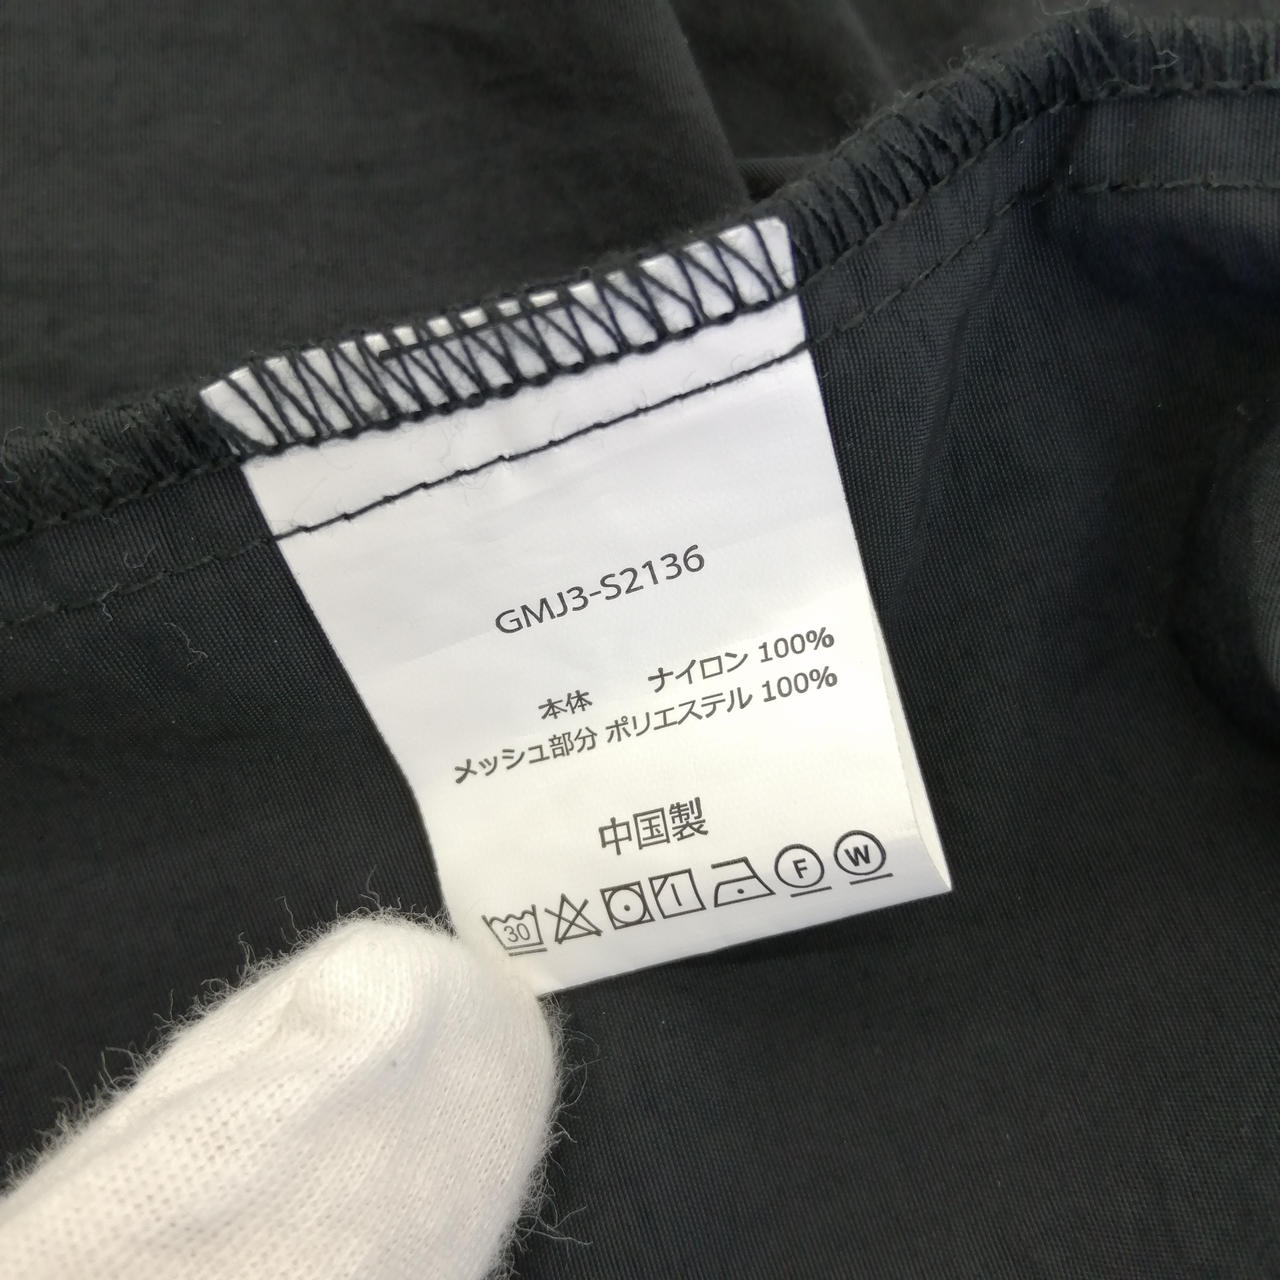 GMJ3-S2136
本体 ナイロン 100%
メッシュ部分 ポリエステル 100%
中国製
30 F W